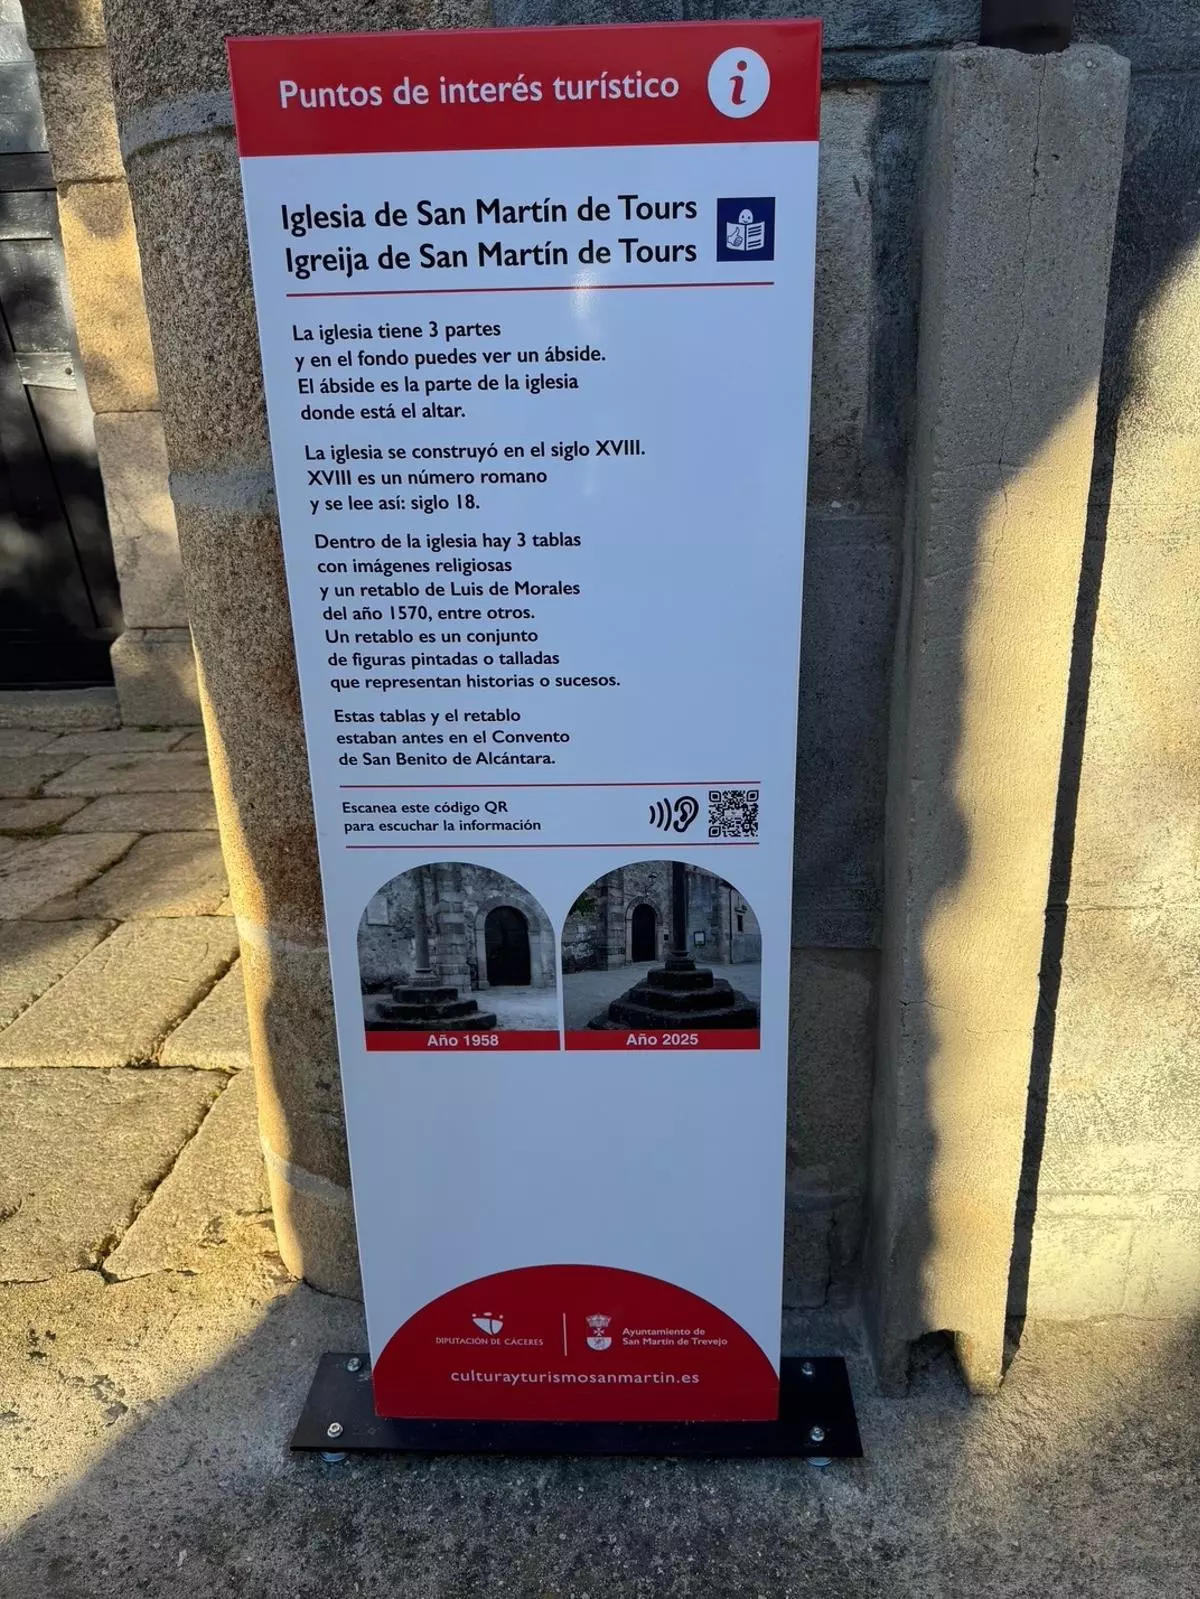 Puntos de interés turístico
i
Iglesia de San Martín de Tours
Igreija de San Martín de Tours
La iglesia tiene 3 partes
y en el fondo puedes ver un ábside.
El ábside es la parte de la iglesia
donde está el altar.
La iglesia se construyó en el siglo XVIII.
XVIII es un número romano
y se lee así: siglo 18.
Dentro de la iglesia hay 3 tablas
con imágenes religiosas
y un retablo de Luis de Morales
del año 1570, entre otros.
Un retablo es un conjunto
de figuras pintadas o talladas
que representan historias o sucesos.
Estas tablas y el retablo
estaban antes en el Convento
de San Benito de Alcántara.
Escanea este código QR
para escuchar la información
Año 1958
Año 2025
DIPUTACIÓN DE CÁCERES
Ayuntamiento de
San Martín de Trevejo
culturayturismosanmartin.es